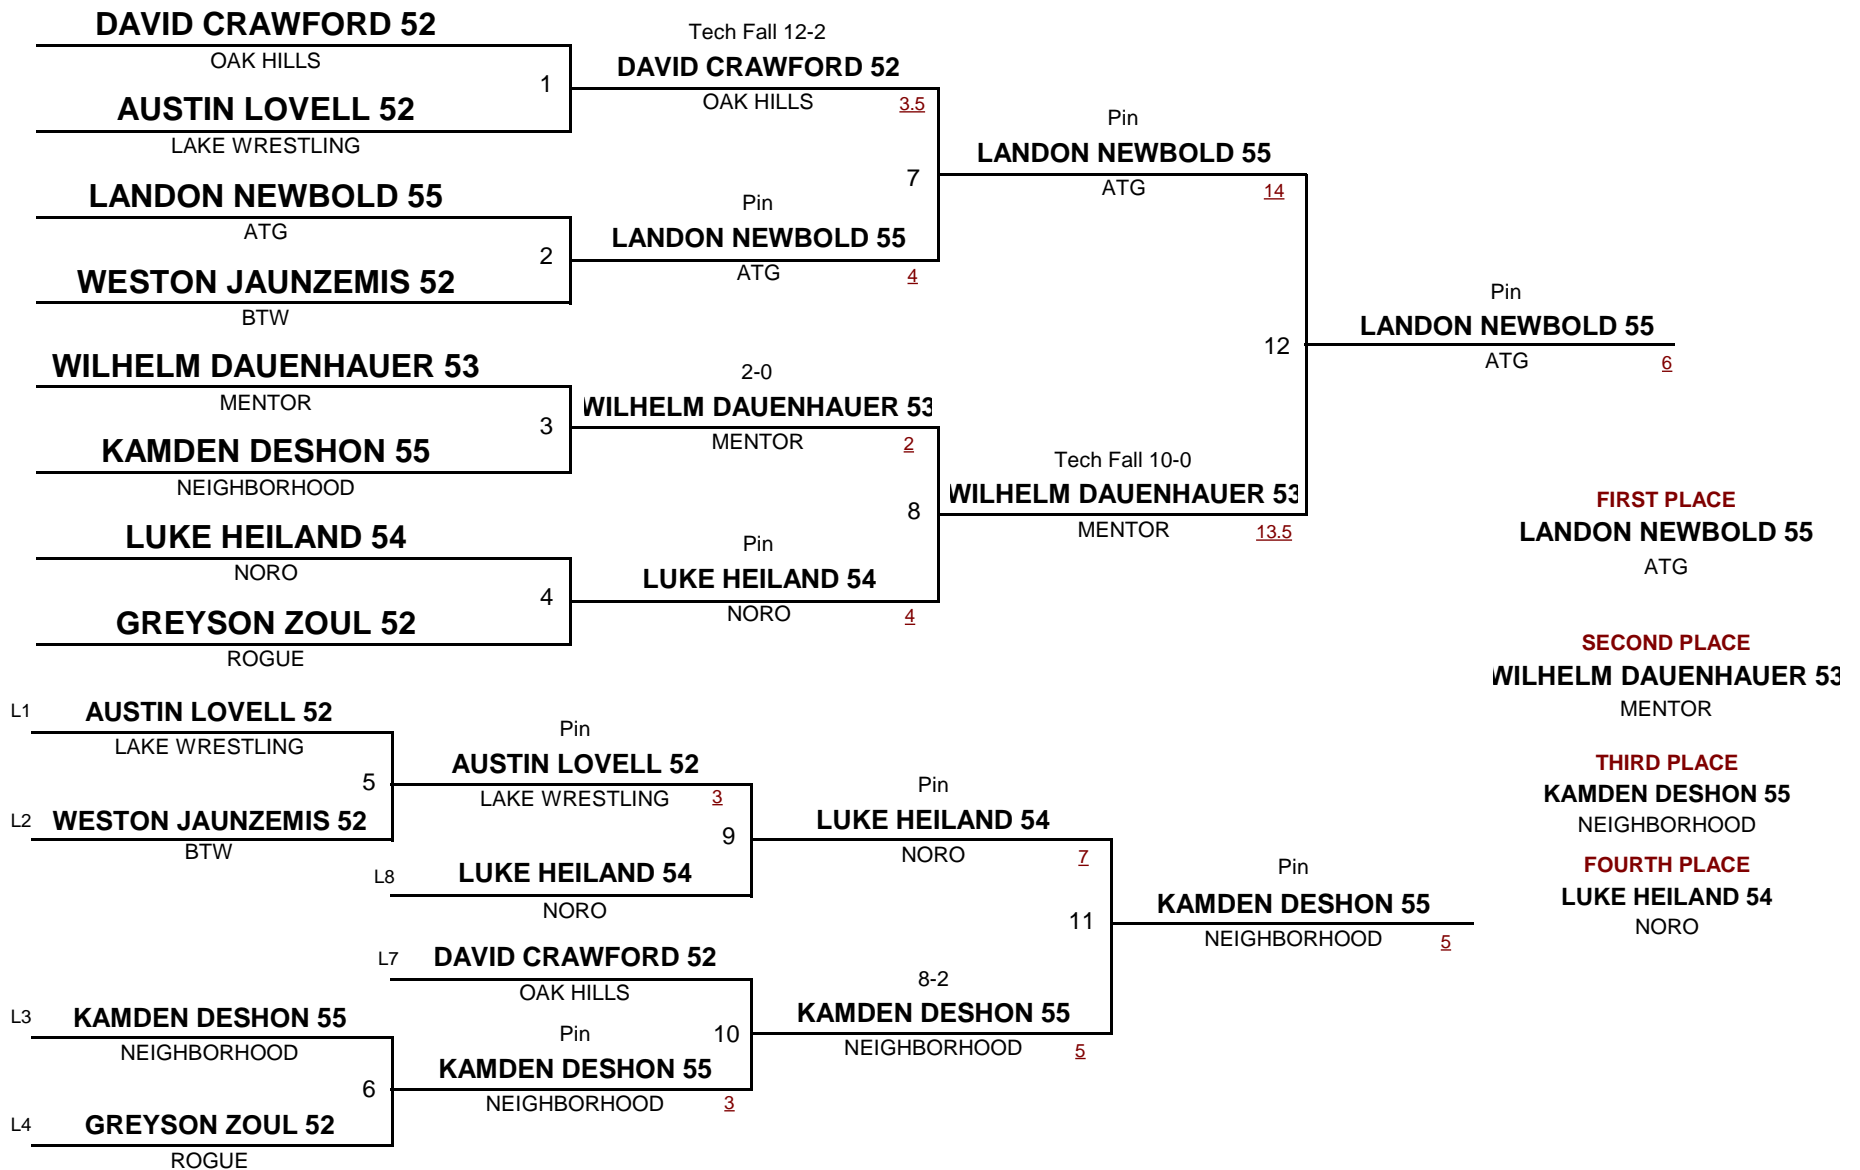 DAVID CRAWFORD 52
OAK HILLS
1
AUSTIN LOVELL 52
LAKE WRESTLING
LANDON NEWBOLD 55
ATG
2
WESTON JAUNZEMIS 52
BTW
WILHELM DAUENHAUER 53
MENTOR
3
KAMDEN DESHON 55
NEIGHBORHOOD
LUKE HEILAND 54
NORO
4
GREYSON ZOUL 52
ROGUE
Tech Fall 12-2
DAVID CRAWFORD 52
OAK HILLS 3.5
7
Pin
LANDON NEWBOLD 55
ATG 4
2-0
WILHELM DAUENHAUER 53
MENTOR 2
8
Pin
LUKE HEILAND 54
NORO 4
Pin
LANDON NEWBOLD 55
ATG 14
12
Tech Fall 10-0
WILHELM DAUENHAUER 53
MENTOR 13.5
Pin
LANDON NEWBOLD 55
ATG 6
L1 AUSTIN LOVELL 52
LAKE WRESTLING
5
L2 WESTON JAUNZEMIS 52
BTW
Pin
AUSTIN LOVELL 52
LAKE WRESTLING 3
9
L8 LUKE HEILAND 54
NORO
L7 DAVID CRAWFORD 52
OAK HILLS
10
L3 KAMDEN DESHON 55
NEIGHBORHOOD
6
L4 GREYSON ZOUL 52
ROGUE
Pin
KAMDEN DESHON 55
NEIGHBORHOOD 3
Pin
LUKE HEILAND 54
NORO 7
11
8-2
KAMDEN DESHON 55
NEIGHBORHOOD 5
Pin
KAMDEN DESHON 55
NEIGHBORHOOD 5
FIRST PLACE
LANDON NEWBOLD 55
ATG
SECOND PLACE
WILHELM DAUENHAUER 53
MENTOR
THIRD PLACE
KAMDEN DESHON 55
NEIGHBORHOOD
FOURTH PLACE
LUKE HEILAND 54
NORO